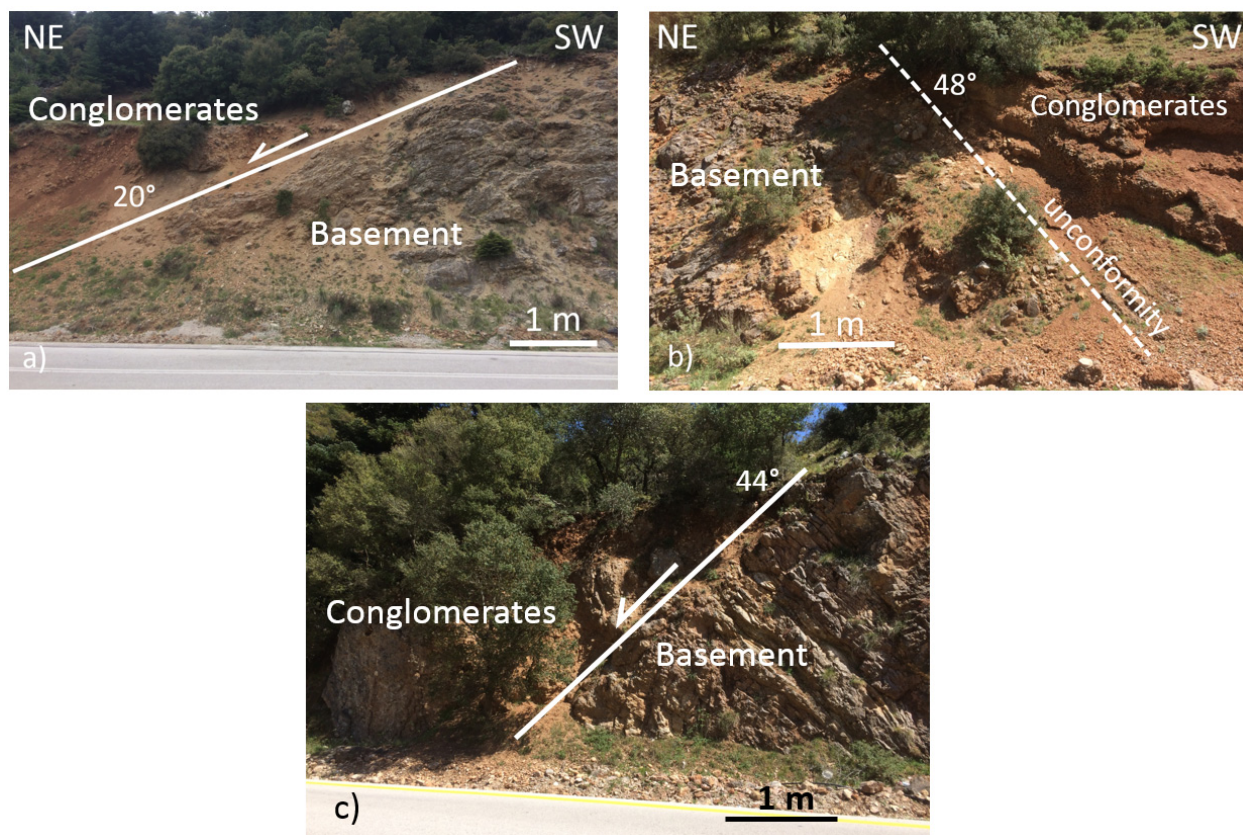 NE
SW
Conglomerates
20°
Basement
1 m
a)
NE
SW
48°
Conglomerates
Basement
unconformity
1 m
b)
44°
Conglomerates
Basement
1 m
c)